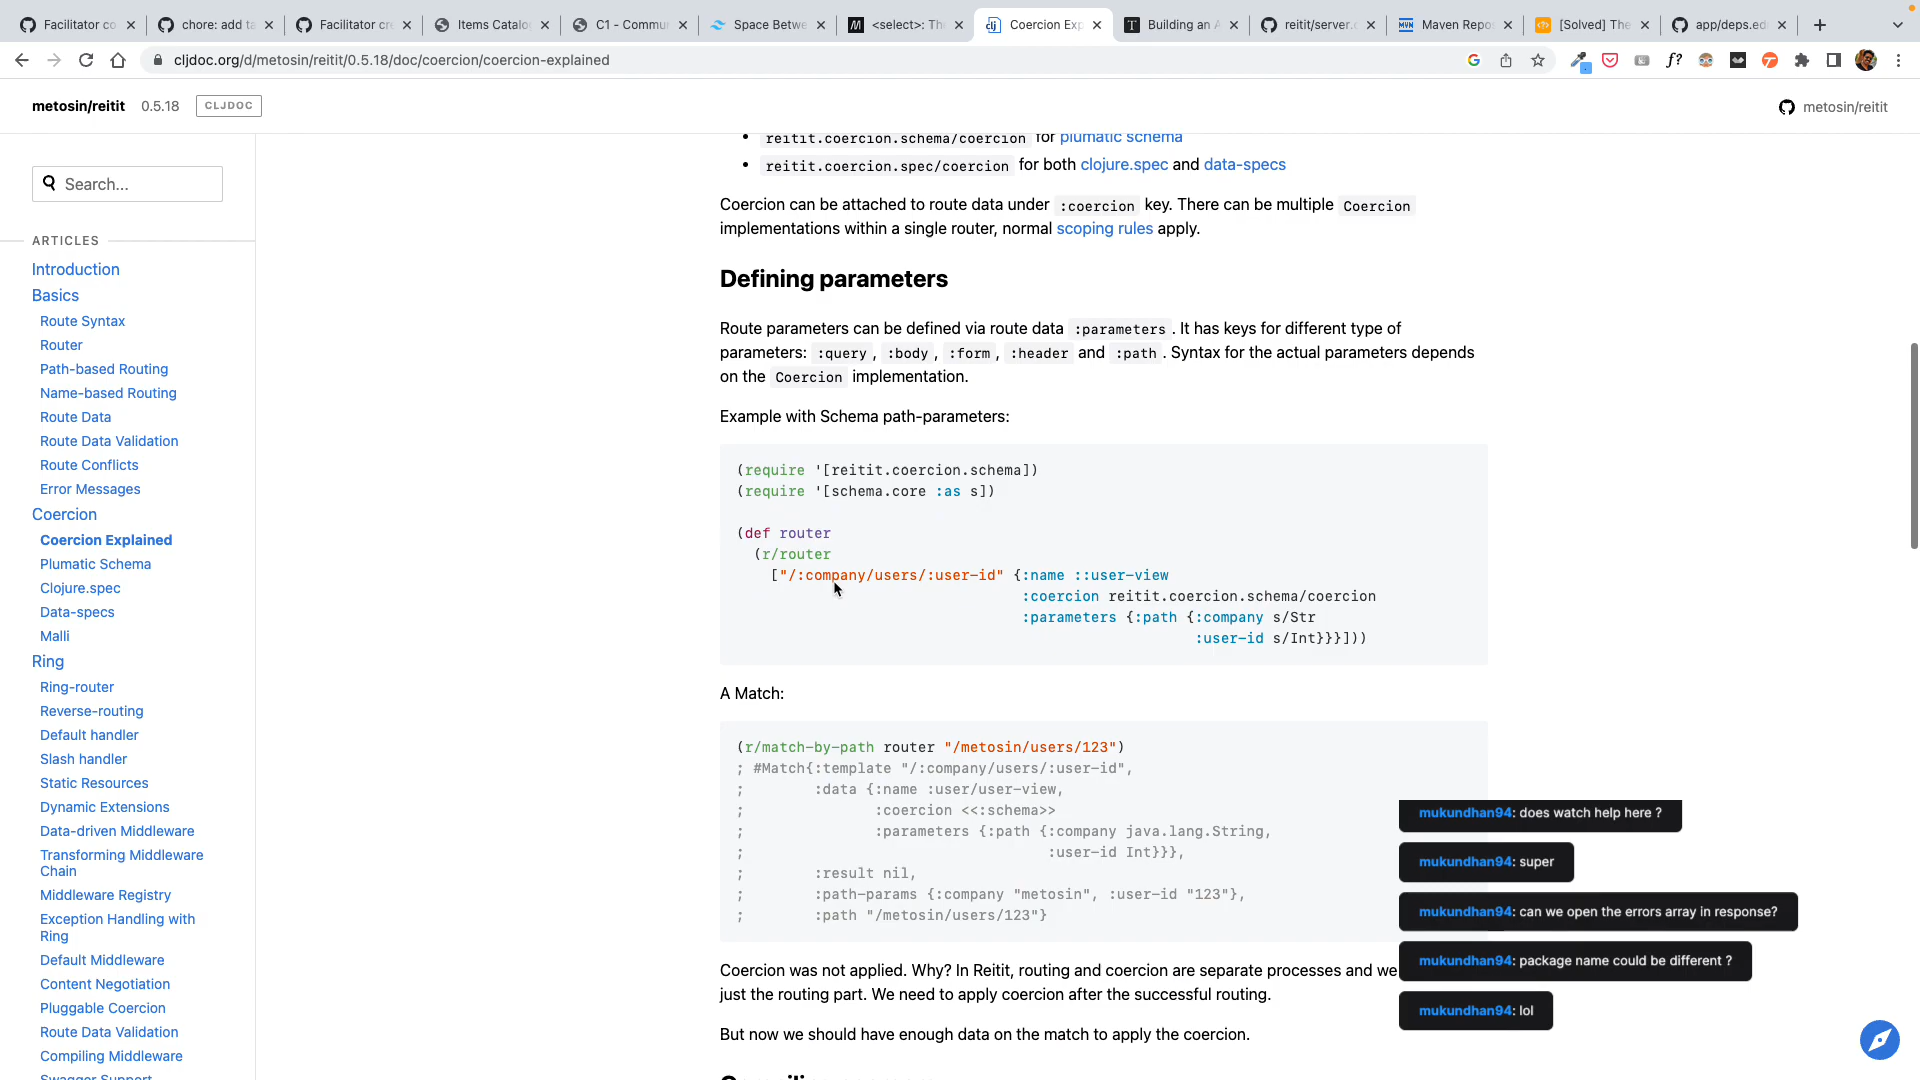 Facilitator co
chore: add ta
Facilitator cre
Items Catalo
C1 - Commun
Space Betwe
<select>: Th
Coercion Exp
Building an A
reitit/server.c
Maven Repos
[Solved] The
app/deps.ed
cljdoc.org/d/metosin/reitit/0.5.18/doc/coercion/coercion-explained
metosin/reitit 0.5.18 CLJDOC
metosin/reitit
Search...
ARTICLES
Introduction
Basics
Route Syntax
Router
Path-based Routing
Name-based Routing
Route Data
Route Data Validation
Route Conflicts
Error Messages
Coercion
Coercion Explained
Plumatic Schema
Clojure.spec
Data-specs
Malli
Ring
Ring-router
Reverse-routing
Default handler
Slash handler
Static Resources
Dynamic Extensions
Data-driven Middleware
Transforming Middleware
Chain
Middleware Registry
Exception Handling with
Ring
Default Middleware
Content Negotiation
Pluggable Coercion
Route Data Validation
Compiling Middleware
Swagger Support
reitit.coercion.schema/coercion for plumatic schema
reitit.coercion.spec/coercion for both clojure.spec and data-specs
Coercion can be attached to route data under :coercion key. There can be multiple Coercion
implementations within a single router, normal scoping rules apply.
Defining parameters
Route parameters can be defined via route data :parameters . It has keys for different type of
parameters: :query , :body , :form , :header and :path . Syntax for the actual parameters depends
on the Coercion implementation.
Example with Schema path-parameters:
(require '[reitit.coercion.schema])
(require '[schema.core :as s])
(def router
(r/router
["/:company/users/:user-id" {:name ::user-view
:coercion reitit.coercion.schema/coercion
:parameters {:path {:company s/Str
:user-id s/Int}}}]))
A Match:
(r/match-by-path router "/metosin/users/123")
; #Match{:template "/:company/users/:user-id",
; :data {:name :user/user-view,
; :coercion <<:schema>>
; :parameters {:path {:company java.lang.String,
; :user-id Int}}},
; :result nil,
; :path-params {:company "metosin", :user-id "123"},
; :path "/metosin/users/123"}
Coercion was not applied. Why? In Reitit, routing and coercion are separate processes and we
just the routing part. We need to apply coercion after the successful routing.
But now we should have enough data on the match to apply the coercion.
mukundhan94: does watch help here ?
mukundhan94: super
mukundhan94: can we open the errors array in response?
mukundhan94: package name could be different ?
mukundhan94: lol